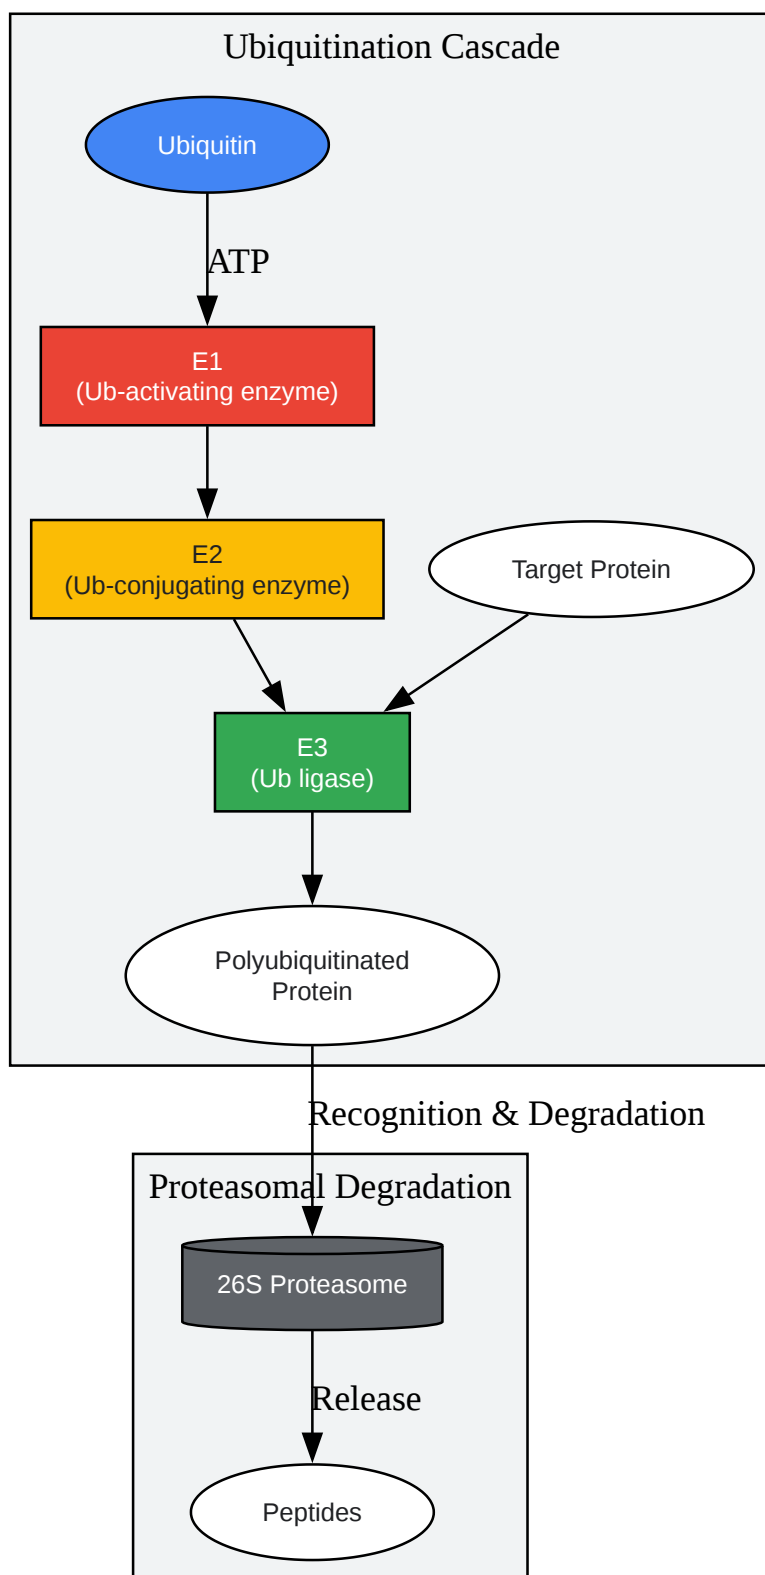 Ubiquitination Cascade
Ubiquitin
ATP
E1
(Ub-activating enzyme)
E2
(Ub-conjugating enzyme)
Target Protein
E3
(Ub ligase)
Polyubiquitinated
Protein
Recognition & Degradation
Proteasomal Degradation
26S Proteasome
Release
Peptides